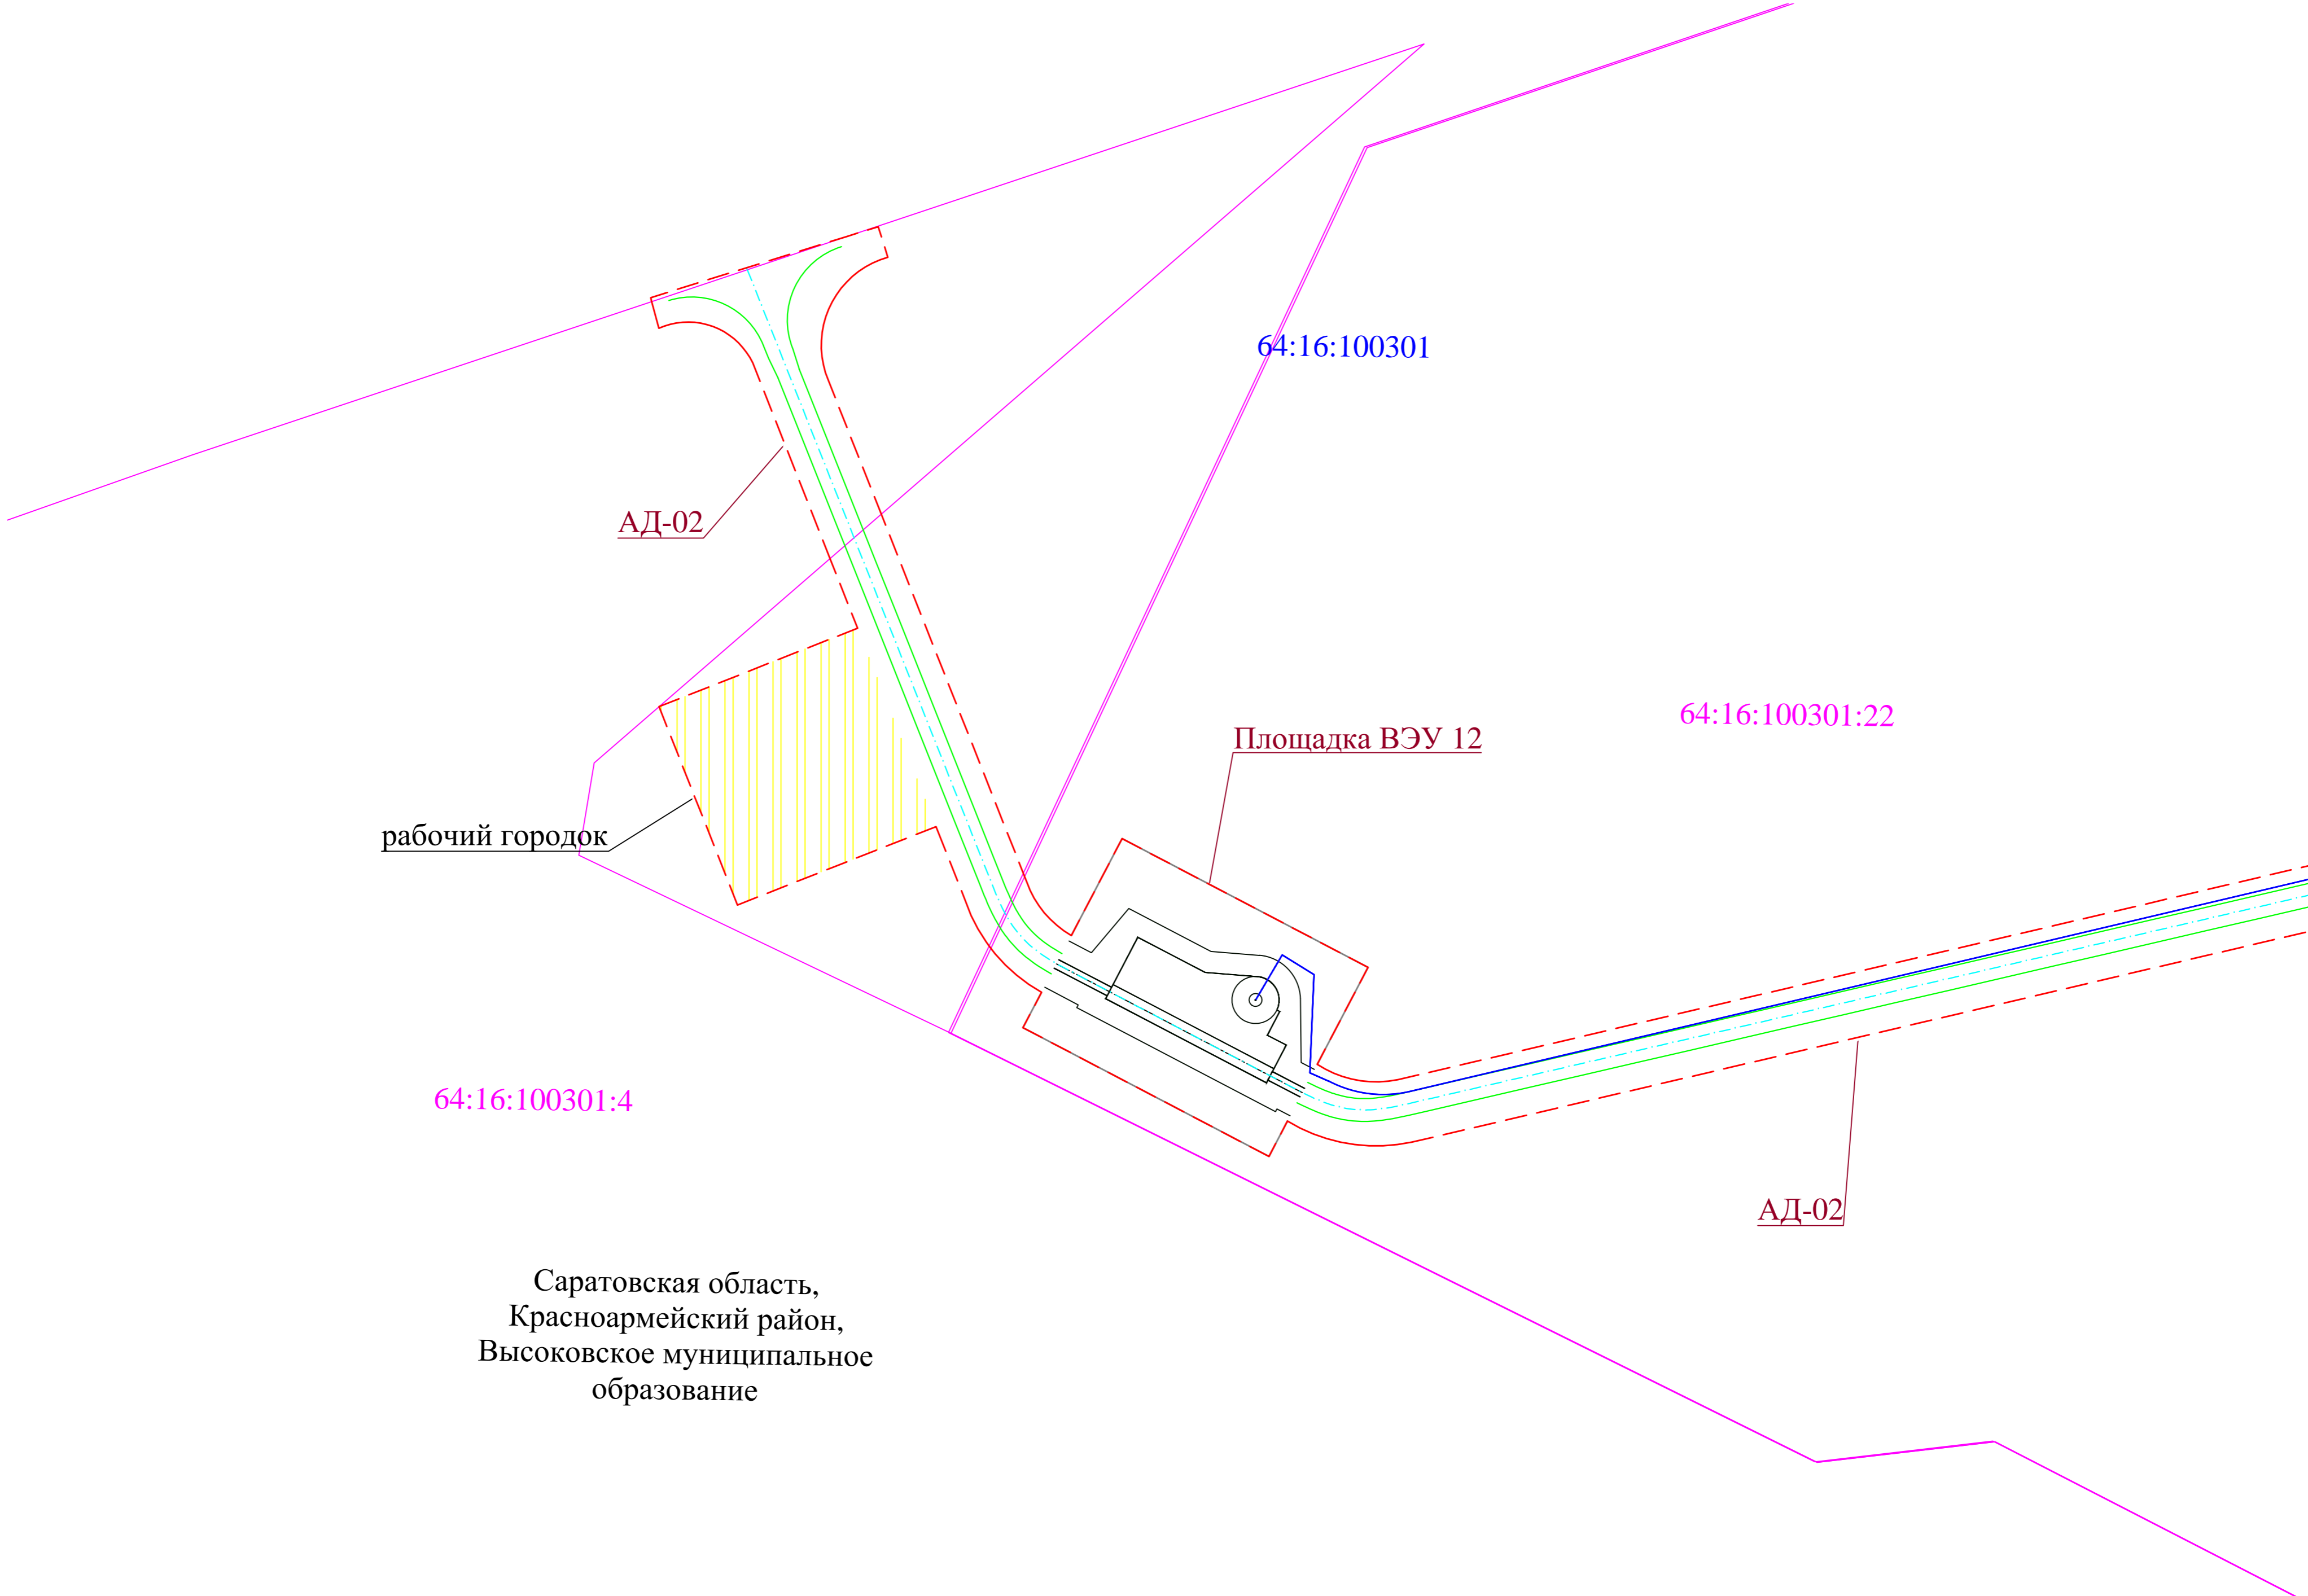 64:16:100301
АД-02
64:16:100301:22
Площадка ВЭУ 12
рабочий городок
64:16:100301:4
АД-02
Саратовская область,
Красноармейский район,
Высоковское муниципальное
образование